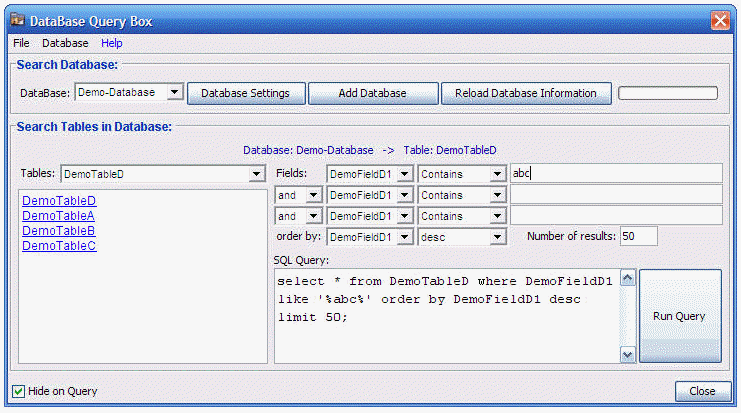 DataBase Query Box
File Database Help
Search Database:
DataBase: Demo-Database Database Settings Add Database Reload Database Information
Search Tables in Database:
Database: Demo-Database -> Table: DemoTableD
Tables: DemoTableD Fields: DemoFieldD1 Contains abc
and DemoFieldD1 Contains
and DemoFieldD1 Contains
order by: DemoFieldD1 desc Number of results: 50
DemoTableD
DemoTableA
DemoTableB
DemoTableC
SQL Query:
select * from DemoTableD where DemoFieldD1
like '%abc%' order by DemoFieldD1 desc
limit 50;
Run Query
Hide on Query Close